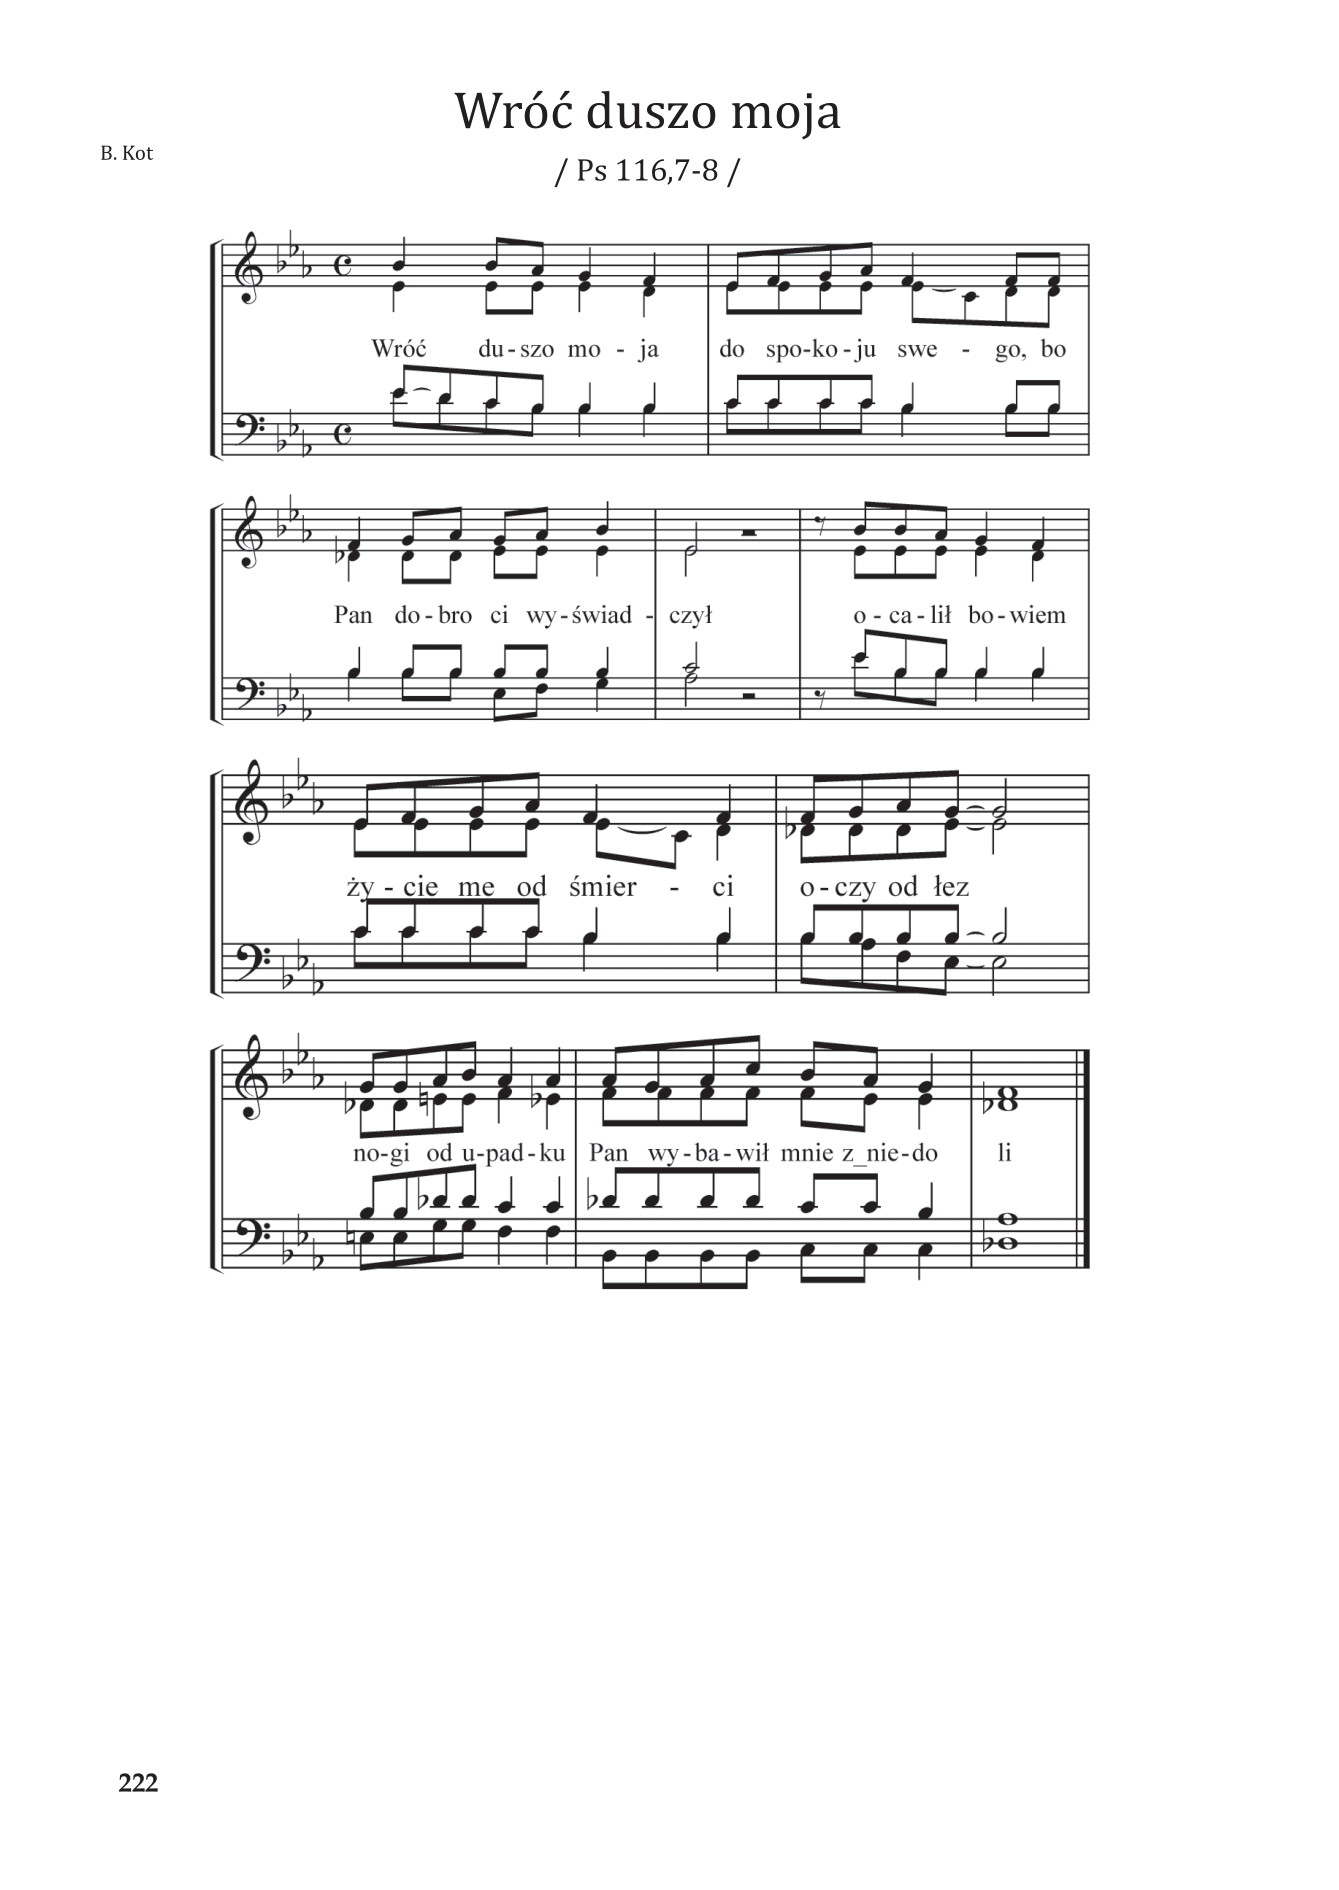 Wróć duszo moja
B. Kot
/ Ps 116,7-8 /
Wróć du - szo mo - ja do spo - ko - ju swe - go, bo
Pan do - bro ci wy - świad - czył o - ca - lił bo - wiem
ży - cie me od śmier - ci o - czy od łez
no - gi od u - pad - ku Pan wy - ba - wił mnie z_nie - do li
222